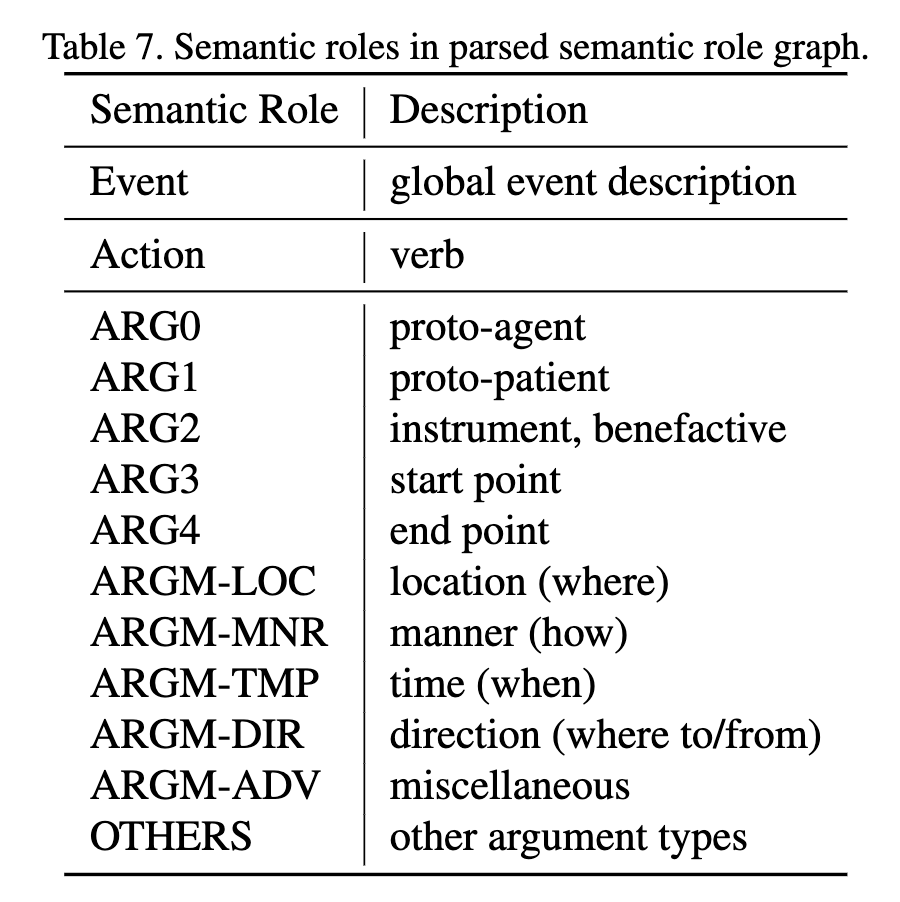 Table 7. Semantic roles in parsed semantic role graph.
Semantic Role Description
Event global event description
Action verb
ARG0 proto-agent
ARG1 proto-patient
ARG2 instrument, benefactive
ARG3 start point
ARG4 end point
ARGM-LOC location (where)
ARGM-MNR manner (how)
ARGM-TMP time (when)
ARGM-DIR direction (where to/from)
ARGM-ADV miscellaneous
OTHERS other argument types